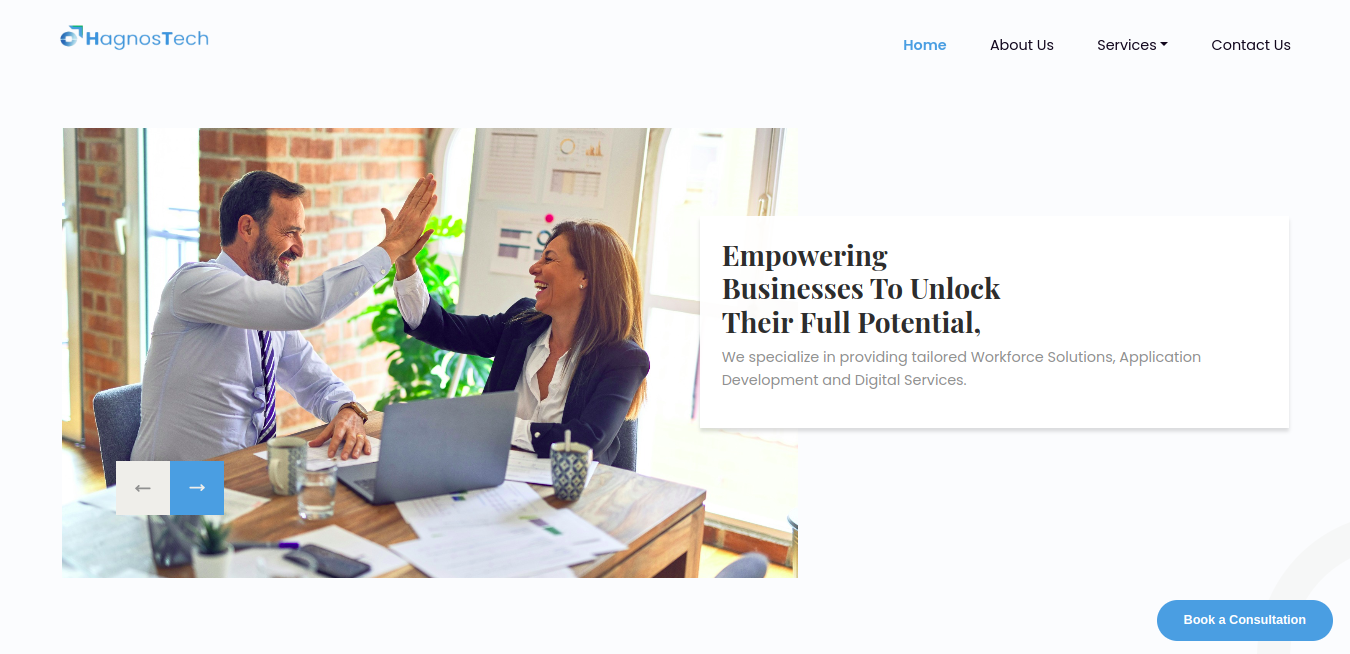 HagnosTech
Home
About Us
Services
Contact Us
Empowering
Businesses To Unlock
Their Full Potential,
We specialize in providing tailored Workforce Solutions, Application
Development and Digital Services.
Book a Consultation